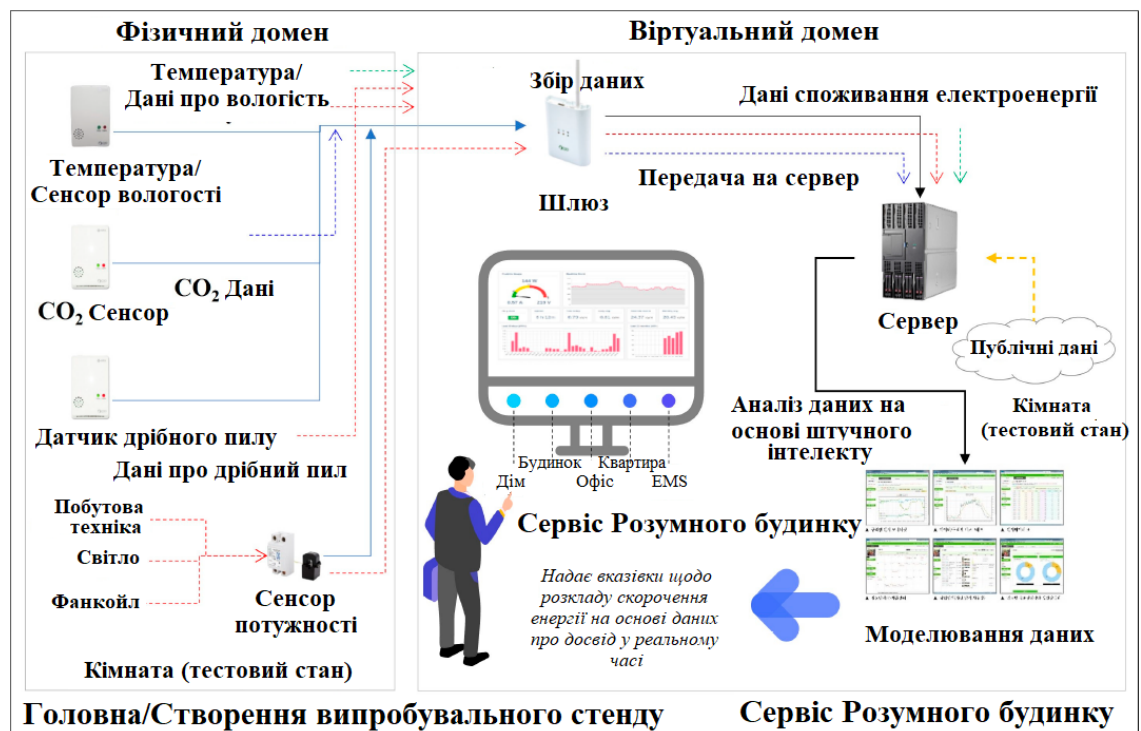 Фізичний домен
Температура/
Дані про вологість
Температура/
Сенсор вологості
CO₂ Дані
CO₂ Сенсор
Датчик дрібного пилу
Дані про дрібний пил
Побутова
техніка
Світло
Фанкойл
Сенсор
потужності
Кімната (тестовий стан)
Віртуальний домен
Збір даних
Шлюз
Дані споживання електроенергії
Передача на сервер
Сервер
Публічні дані
Кімната
(тестовий стан)
Аналіз даних на
основі штучного
інтелекту
Будинок Квартира
Дім Офіс EMS
Сервіс Розумного будинку
Надає вказівки щодо
розкладу скорочення
енергії на основі даних
про досвід у реальному
часі
Моделювання даних
Головна/Створення випробувального стенду
Сервіс Розумного будинку